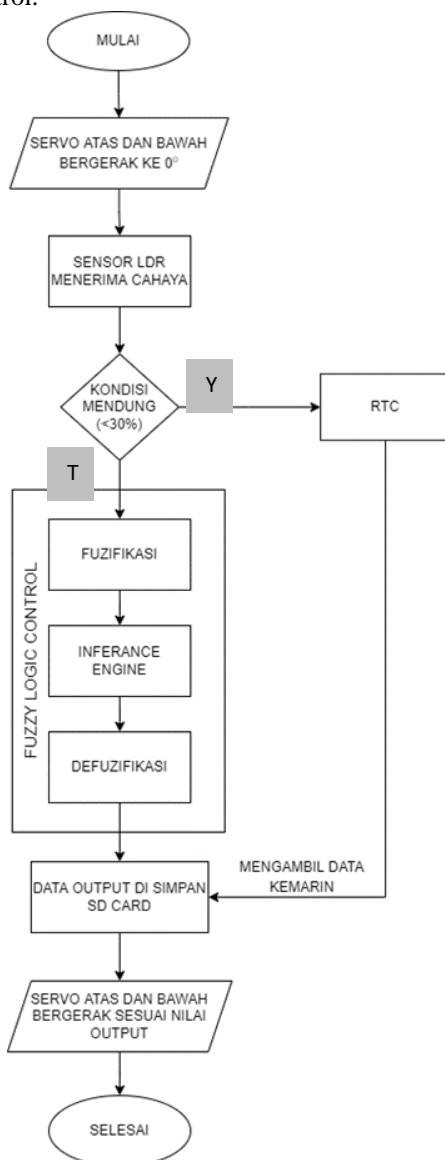 trol.
MULAI
SERVO ATAS DAN BAWAH
BERGERAK KE 0°
SENSOR LDR
MENERIMA CAHAYA
KONDISI
MENDUNG
(<30%)
Y
RTC
T
FUZZY LOGIC CONTROL
FUZIFIKASI
INFERANCE
ENGINE
DEFUZIFIKASI
MENGAMBIL DATA
KEMARIN
DATA OUTPUT DI SIMPAN
SD CARD
SERVO ATAS DAN BAWAH
BERGERAK SESUAI NILAI
OUTPUT
SELESAI